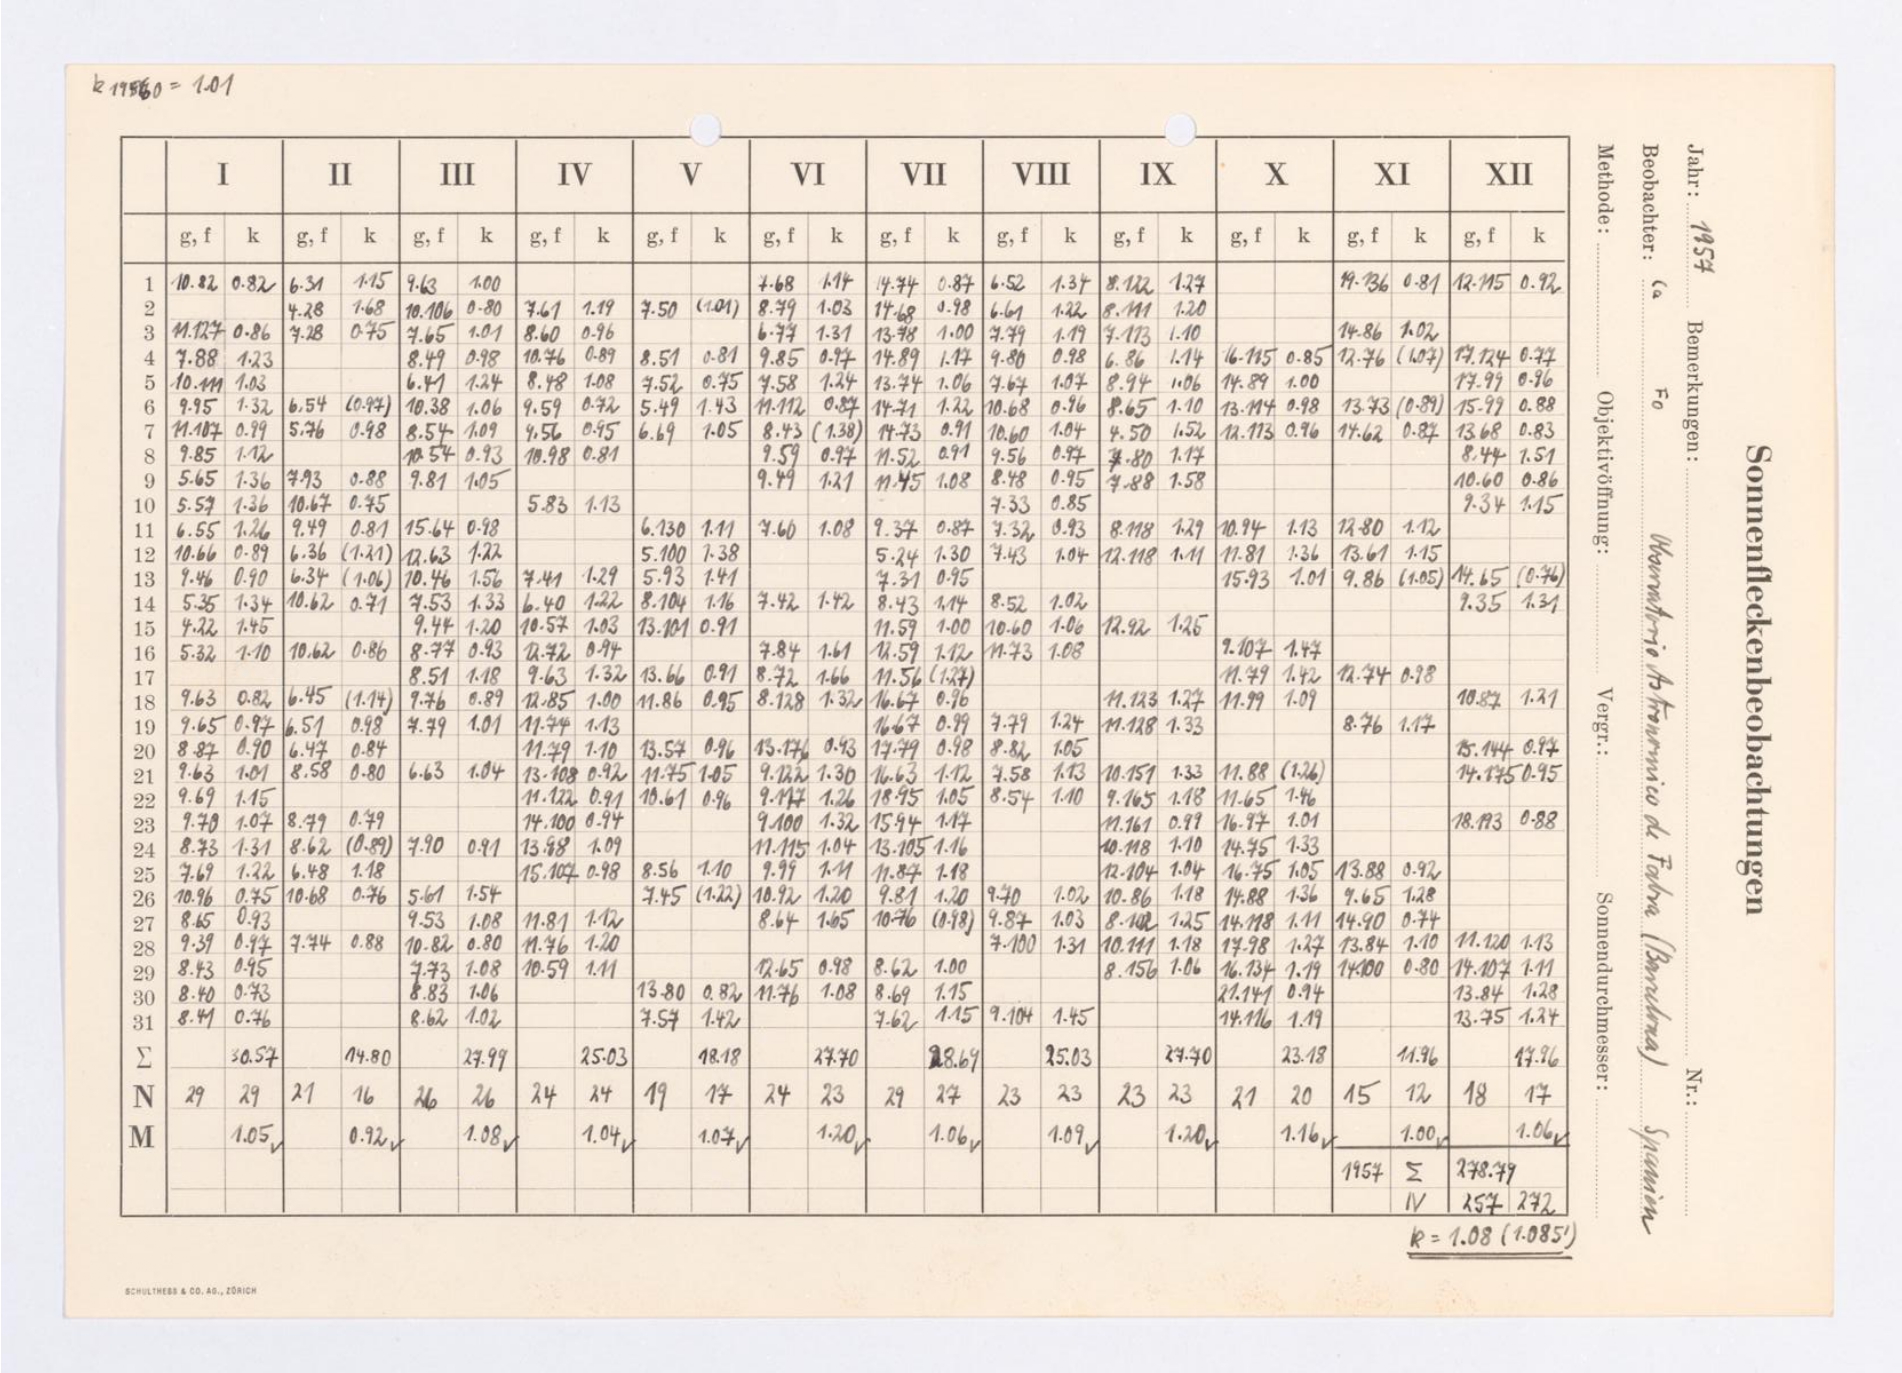 k 1960 = 1.01
I II III IV V VI VII VIII IX X XI XII
g, f k g, f k g, f k g, f k g, f k g, f k g, f k g, f k g, f k g, f k g, f k g, f k
1 10.82 0.82 6.31 1.15 9.63 1.00 7.68 1.14 14.74 0.87 6.52 1.34 8.122 1.27 19.136 0.81 12.115 0.92
2 4.28 1.68 10.106 0.80 7.61 1.19 7.50 (1.01) 8.79 1.03 14.68 0.98 6.61 1.22 8.111 1.20
3 11.127 0.86 7.28 0.75 7.65 1.01 8.60 0.96 6.77 1.31 13.78 1.00 7.79 1.19 7.113 1.10 14.86 1.02
4 7.88 1.23 8.49 0.98 10.76 0.89 8.51 0.81 9.85 0.97 14.89 1.17 9.80 0.98 6.86 1.14 16.115 0.85 12.76 (1.07) 17.124 0.77
5 10.111 1.03 6.41 1.24 8.48 1.08 7.52 0.75 7.58 1.24 13.74 1.06 7.67 1.07 8.94 1.06 14.89 1.00 17.99 0.96
6 9.95 1.32 6.54 (0.97) 10.38 1.06 9.59 0.72 5.49 1.43 11.112 0.87 14.71 1.22 10.68 0.96 8.65 1.10 13.114 0.98 13.73 (0.89) 15.99 0.88
7 11.107 0.99 5.76 0.98 8.54 1.09 9.56 0.95 6.69 1.05 8.43 (1.38) 14.73 0.91 10.60 1.04 4.50 1.52 12.113 0.96 14.62 0.87 13.68 0.83
8 9.85 1.12 10.54 0.93 10.98 0.81 9.59 0.97 11.52 0.91 9.56 0.97 7.80 1.17 8.44 1.51
9 5.65 1.36 7.93 0.88 9.81 1.05 9.49 1.21 11.45 1.08 8.48 0.95 7.88 1.58 10.60 0.86
10 5.57 1.36 10.67 0.75 5.83 1.13 7.33 0.85 9.34 1.15
11 6.55 1.26 9.49 0.81 15.64 0.98 6.130 1.11 7.60 1.08 9.37 0.87 7.32 0.93 8.118 1.29 10.94 1.13 12.80 1.12
12 10.66 0.89 6.36 (1.21) 12.63 1.22 5.100 1.38 5.24 1.30 7.43 1.04 12.118 1.11 11.81 1.36 13.61 1.15
13 9.46 0.90 6.34 (1.06) 10.46 1.56 7.41 1.29 5.93 1.41 7.31 0.95 15.93 1.01 9.86 (1.05) 14.65 (0.76)
14 5.35 1.34 10.62 0.71 7.53 1.33 6.40 1.22 8.104 1.16 7.42 1.42 8.43 1.14 8.52 1.02 9.35 1.31
15 4.22 1.45 9.44 1.20 10.57 1.03 13.101 0.91 11.59 1.00 10.60 1.06 12.92 1.25
16 5.32 1.10 10.62 0.86 8.77 0.93 12.72 0.94 7.84 1.61 12.59 1.12 11.73 1.08 9.107 1.47
17 8.51 1.18 9.63 1.32 13.66 0.91 8.72 1.66 11.56 (1.27) 11.79 1.42 12.74 0.98
18 9.63 0.82 6.45 (1.14) 9.76 0.89 12.85 1.00 11.86 0.95 8.128 1.32 16.67 0.96 11.123 1.27 11.99 1.09 10.87 1.21
19 9.65 0.97 6.51 0.98 7.79 1.01 11.74 1.13 16.67 0.99 7.79 1.24 11.128 1.33 8.76 1.17
20 8.87 0.90 6.47 0.84 11.79 1.10 13.57 0.96 13.176 0.93 17.79 0.98 8.82 1.05 15.144 0.97
21 9.63 1.01 8.58 0.80 6.63 1.04 13.108 0.92 11.75 1.05 9.122 1.30 16.63 1.12 7.58 1.13 10.151 1.33 11.88 (1.26) 14.175 0.95
22 9.69 1.15 11.122 0.91 10.61 0.96 9.117 1.26 18.95 1.05 8.54 1.10 9.165 1.18 11.65 1.46
23 9.70 1.07 8.79 0.79 14.100 0.94 9.100 1.32 15.94 1.17 11.161 0.99 16.97 1.01 18.193 0.88
24 8.73 1.31 8.62 (0.89) 7.90 0.91 13.98 1.09 11.115 1.04 13.105 1.16 10.118 1.10 14.75 1.33
25 7.69 1.22 6.48 1.18 15.107 0.98 8.56 1.10 9.99 1.11 11.87 1.18 12.104 1.04 16.75 1.05 13.88 0.92
26 10.96 0.75 10.68 0.76 5.61 1.54 7.45 (1.22) 10.92 1.20 9.81 1.20 9.70 1.02 10.86 1.18 14.88 1.36 9.65 1.28
27 8.65 0.93 9.53 1.08 11.81 1.12 8.64 1.65 10.76 (0.98) 9.87 1.03 8.102 1.25 14.118 1.11 14.90 0.74
28 9.39 0.97 7.74 0.88 10.82 0.80 11.76 1.20 7.100 1.31 10.111 1.18 17.98 1.27 13.84 1.10 11.120 1.13
29 8.43 0.95 7.73 1.08 10.59 1.11 12.65 0.98 8.62 1.00 8.156 1.06 16.134 1.19 14.100 0.80 14.107 1.11
30 8.40 0.73 8.83 1.06 13.80 0.82 11.76 1.08 8.69 1.15 21.141 0.94 13.84 1.28
31 8.41 0.76 8.62 1.02 7.57 1.42 7.62 1.15 9.104 1.45 14.116 1.19 13.75 1.24
Σ 30.57 14.80 27.99 25.03 18.18 27.70 28.69 25.03 27.70 23.18 11.96 17.96
N 29 29 21 16 26 26 24 24 19 17 24 23 29 27 23 23 23 23 21 20 15 12 18 17
M 1.05✓ 0.92✓ 1.08✓ 1.04✓ 1.07✓ 1.20✓ 1.06✓ 1.09✓ 1.20✓ 1.16✓ 1.00✓ 1.06✓
1957 Σ 278.79
N 257 272
k = 1.08 (1.085')
SCHULTHESS & CO. AG., ZÜRICH
Sonnenfleckenbeobachtungen
Jahr: 1957 Bemerkungen: Nr.:
Beobachter: Ca Fo Observatorio Astronomico de Fabra (Barcelona) Spanien
Methode: Objektivöffnung: Vergr.: Sonnendurchmesser: